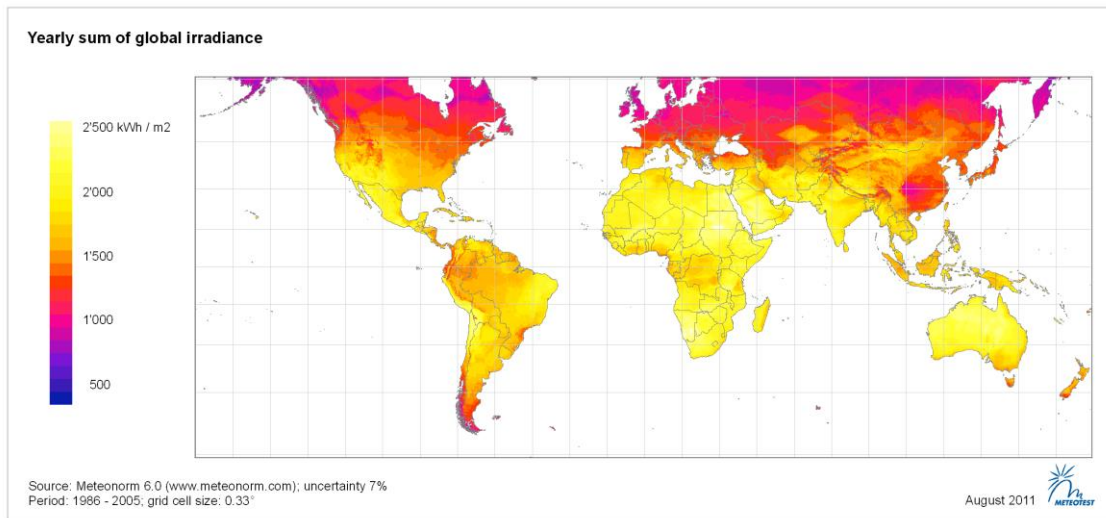 Yearly sum of global irradiance
2'500 kWh / m2
2'000
1'500
1'000
500
Source: Meteonorm 6.0 (www.meteonorm.com); uncertainty 7%
Period: 1986 - 2005; grid cell size: 0.33°
August 2011
METEOTEST